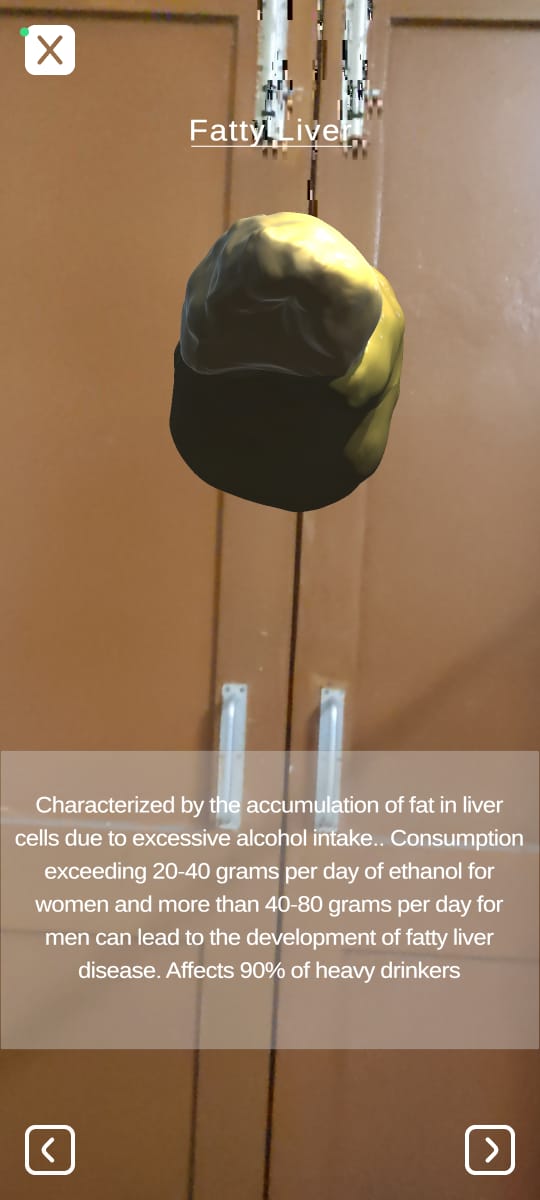 Fatty Liver
Characterized by the accumulation of fat in liver
cells due to excessive alcohol intake.. Consumption
exceeding 20-40 grams per day of ethanol for
women and more than 40-80 grams per day for
men can lead to the development of fatty liver
disease. Affects 90% of heavy drinkers